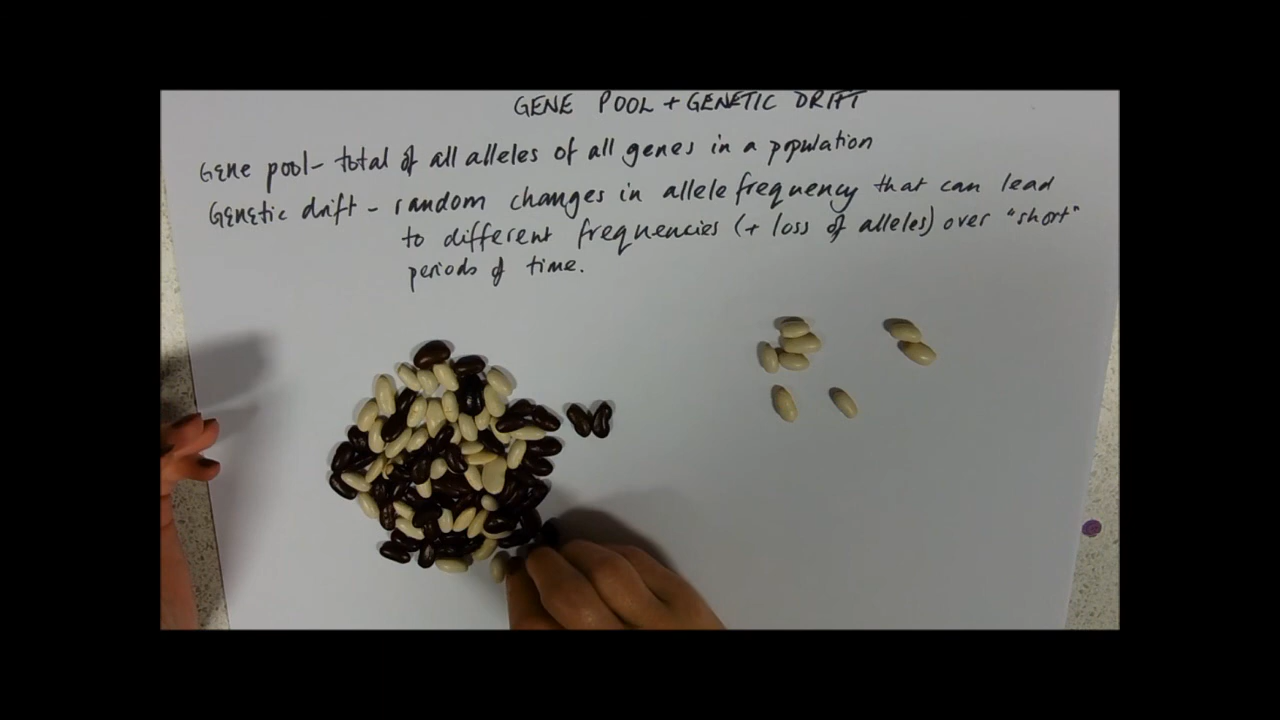 GENE POOL + GENETIC DRIFT
Gene pool - total of all alleles of all genes in a population
Genetic drift - random changes in allele frequency that can lead
to different frequencies (+ loss of alleles) over "short"
periods of time.